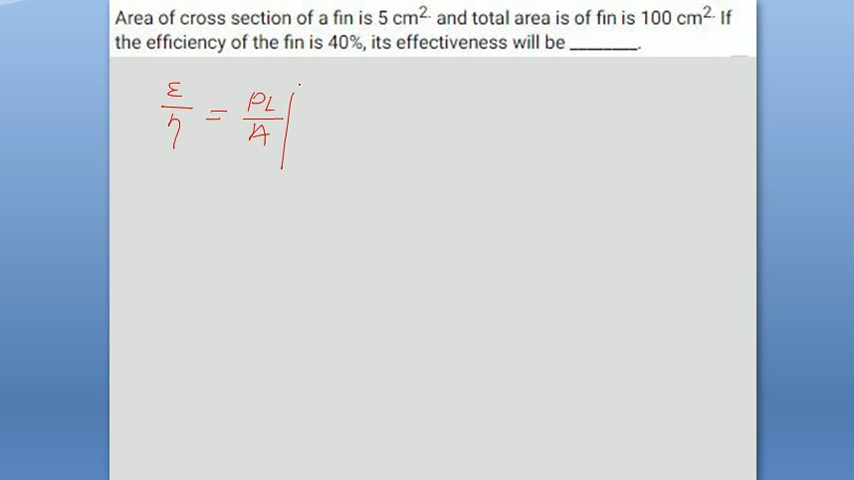 Area of cross section of a fin is 5 cm². and total area is of fin is 100 cm². If
the efficiency of the fin is 40%, its effectiveness will be ________.
ε/η = PL/A |